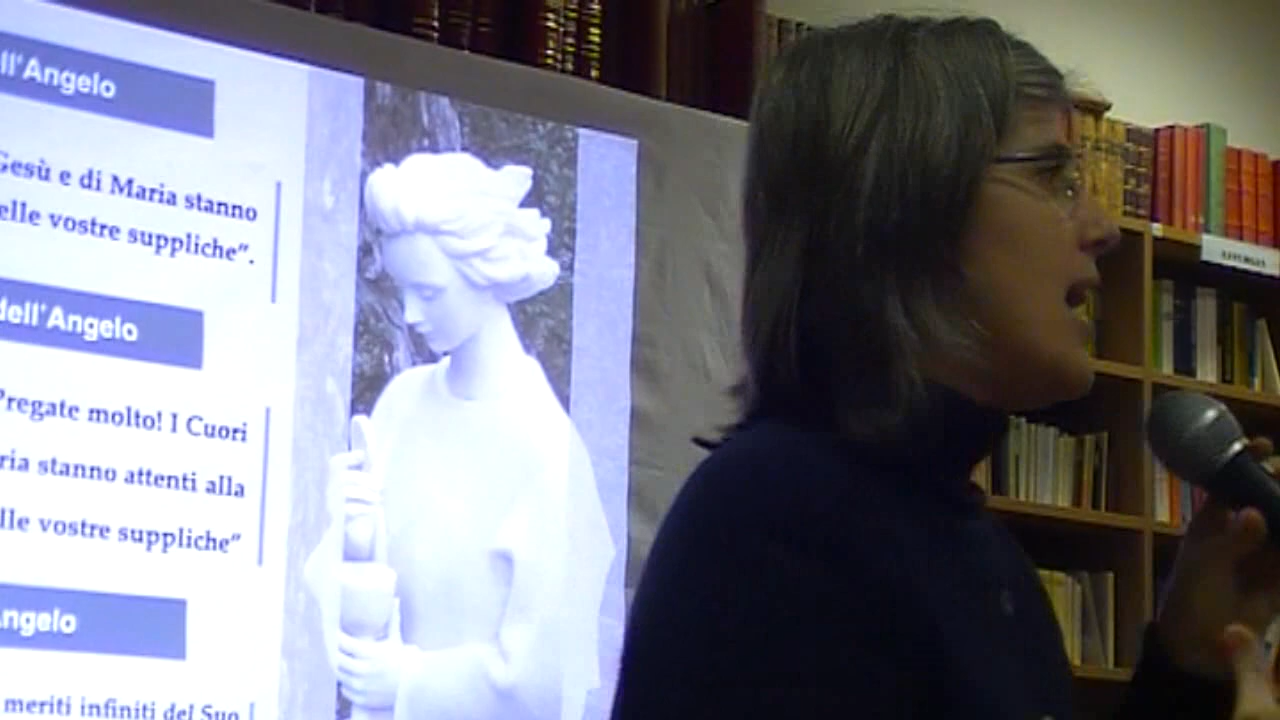 ll'Angelo
Gesù e di Maria stanno
elle vostre suppliche".
dell'Angelo
Pregate molto! I Cuori
ria stanno attenti alla
lle vostre suppliche"
Angelo
meriti infiniti del Suo